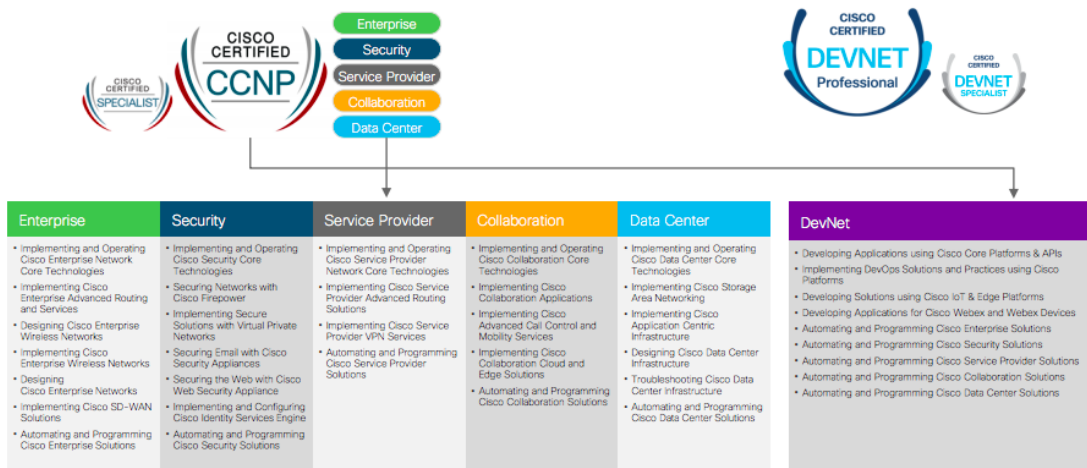 CISCO
CERTIFIED
SPECIALIST
CISCO
CERTIFIED
CCNP
Enterprise
Security
Service Provider
Collaboration
Data Center
CISCO
CERTIFIED
DEVNET
Professional
CISCO
CERTIFIED
DEVNET
SPECIALIST
Enterprise
• Implementing and Operating
Cisco Enterprise Network
Core Technologies
• Implementing Cisco
Enterprise Advanced Routing
and Services
• Designing Cisco Enterprise
Wireless Networks
• Implementing Cisco
Enterprise Wireless Networks
• Designing
Cisco Enterprise Networks
• Implementing Cisco SD-WAN
Solutions
• Automating and Programming
Cisco Enterprise Solutions
Security
• Implementing and Operating
Cisco Security Core
Technologies
• Securing Networks with
Cisco Firepower
• Implementing Secure
Solutions with Virtual Private
Networks
• Securing Email with Cisco
Security Appliances
• Securing the Web with Cisco
Web Security Appliance
• Implementing and Configuring
Cisco Identity Services Engine
• Automating and Programming
Cisco Security Solutions
Service Provider
• Implementing and Operating
Cisco Service Provider
Network Core Technologies
• Implementing Cisco Service
Provider Advanced Routing
Solutions
• Implementing Cisco Service
Provider VPN Services
• Automating and Programming
Cisco Service Provider
Solutions
Collaboration
• Implementing and Operating
Cisco Collaboration Core
Technologies
• Implementing Cisco
Collaboration Applications
• Implementing Cisco
Advanced Call Control and
Mobility Services
• Implementing Cisco
Collaboration Cloud and
Edge Solutions
• Automating and Programming
Cisco Collaboration Solutions
Data Center
• Implementing and Operating
Cisco Data Center Core
Technologies
• Implementing Cisco Storage
Area Networking
• Implementing Cisco
Application Centric
Infrastructure
• Designing Cisco Data Center
Infrastructure
• Troubleshooting Cisco Data
Center Infrastructure
• Automating and Programming
Cisco Data Center Solutions
DevNet
• Developing Applications using Cisco Core Platforms & APIs
• Implementing DevOps Solutions and Practices using Cisco
Platforms
• Developing Solutions using Cisco IoT & Edge Platforms
• Developing Applications for Cisco Webex and Webex Devices
• Automating and Programming Cisco Enterprise Solutions
• Automating and Programming Cisco Security Solutions
• Automating and Programming Cisco Service Provider Solutions
• Automating and Programming Cisco Collaboration Solutions
• Automating and Programming Cisco Data Center Solutions